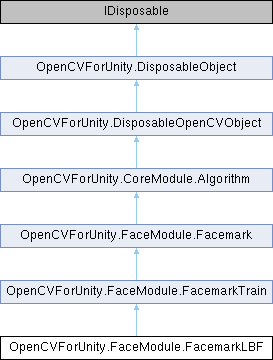 IDisposable
OpenCVForUnity.DisposableObject
OpenCVForUnity.DisposableOpenCVObject
OpenCVForUnity.CoreModule.Algorithm
OpenCVForUnity.FaceModule.Facemark
OpenCVForUnity.FaceModule.FacemarkTrain
OpenCVForUnity.FaceModule.FacemarkLBF